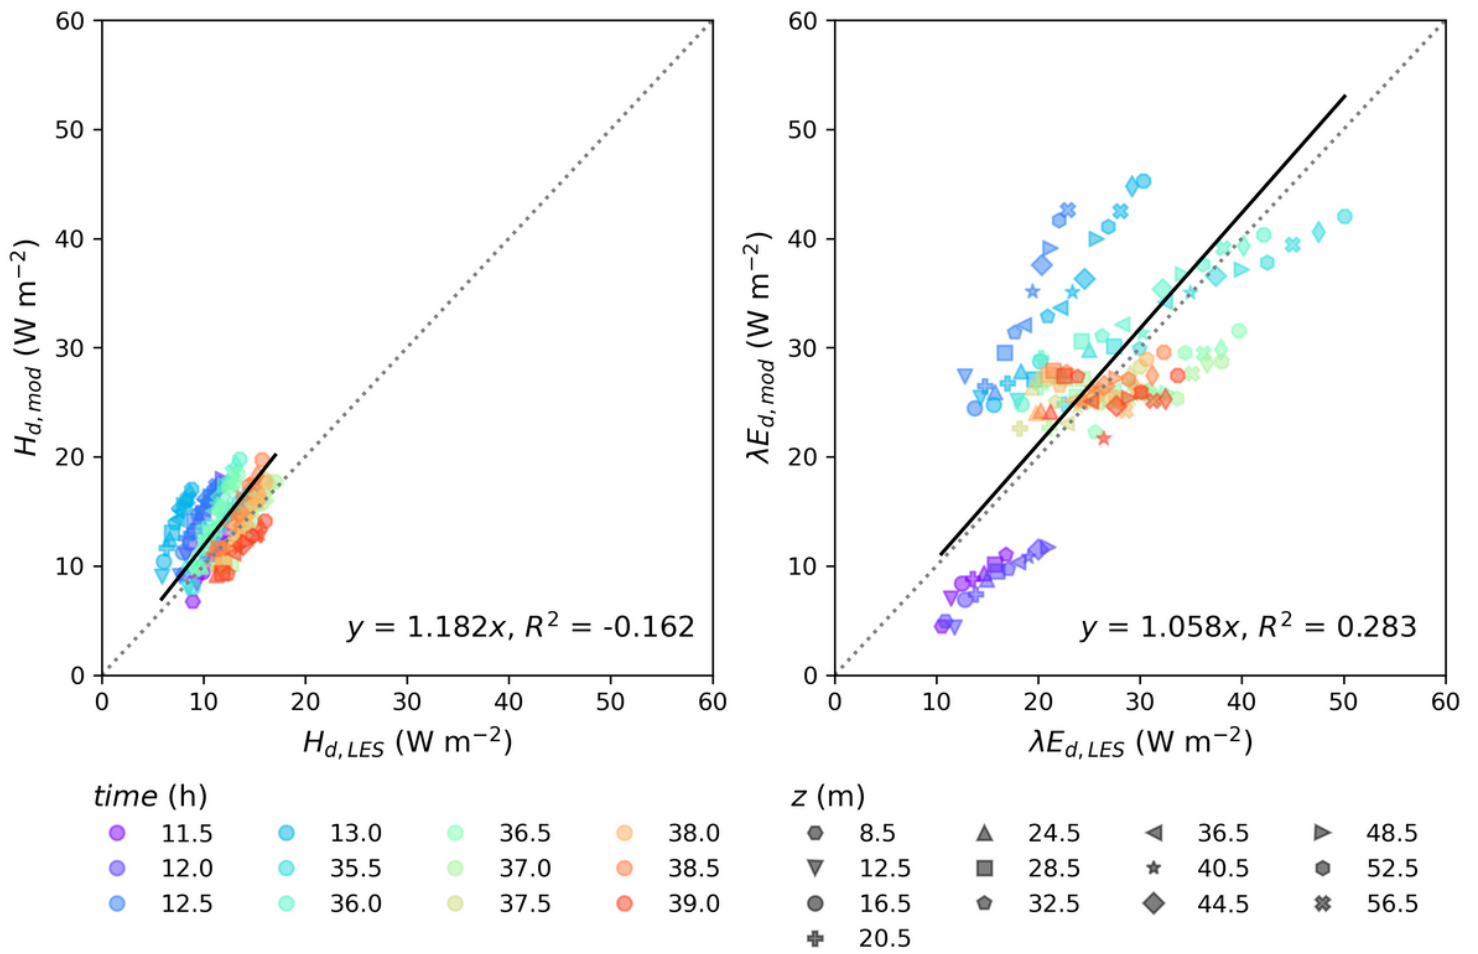 60
50
40
30
20
10
0
0 10 20 30 40 50 60
H_{d, mod} (W m^{−2})
H_{d, LES} (W m^{−2})
y = 1.182x, R^2 = -0.162
60
50
40
30
20
10
0
0 10 20 30 40 50 60
λE_{d, mod} (W m^{−2})
λE_{d, LES} (W m^{−2})
y = 1.058x, R^2 = 0.283
time (h)
11.5 13.0 36.5 38.0
12.0 35.5 37.0 38.5
12.5 36.0 37.5 39.0
z (m)
8.5 24.5 36.5 48.5
12.5 28.5 40.5 52.5
16.5 32.5 44.5 56.5
20.5